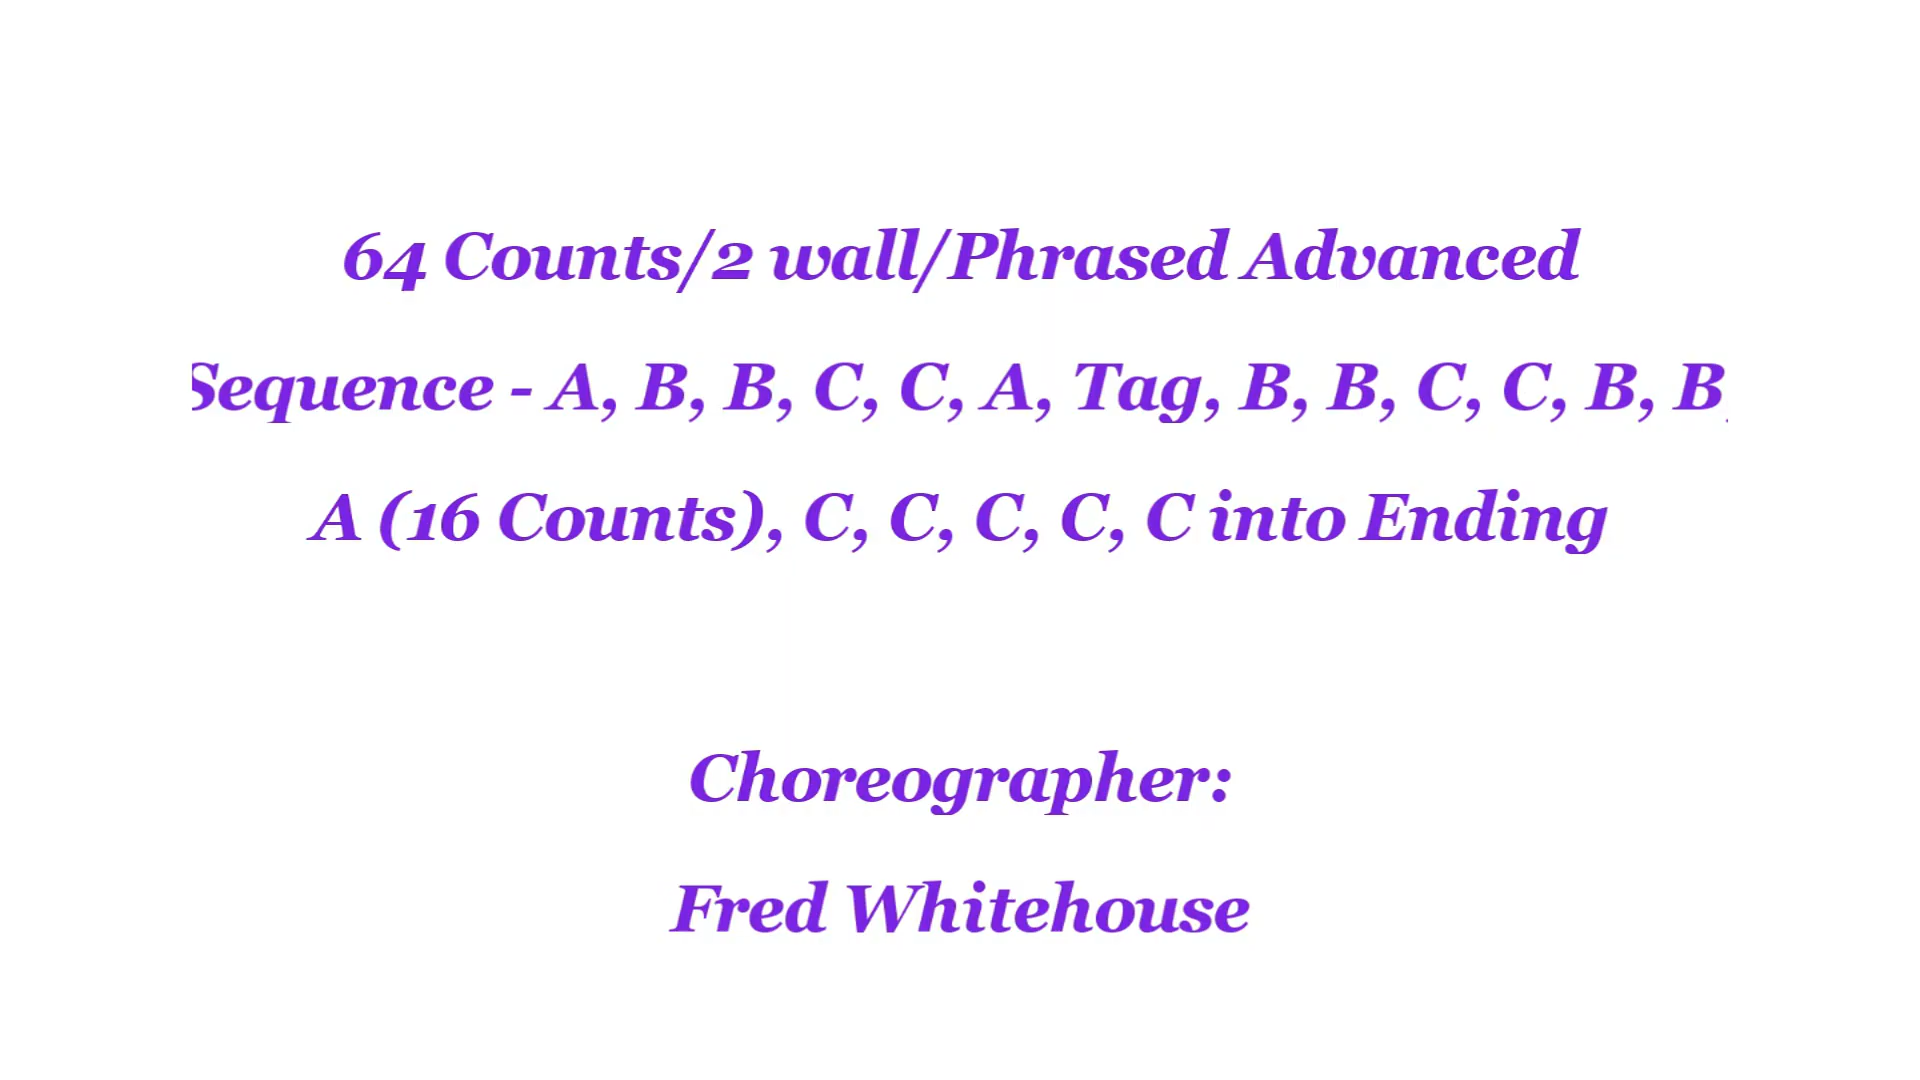 64 Counts/2 wall/Phrased Advanced
Sequence - A, B, B, C, C, A, Tag, B, B, C, C, B, B,
A (16 Counts), C, C, C, C, C into Ending
Choreographer:
Fred Whitehouse